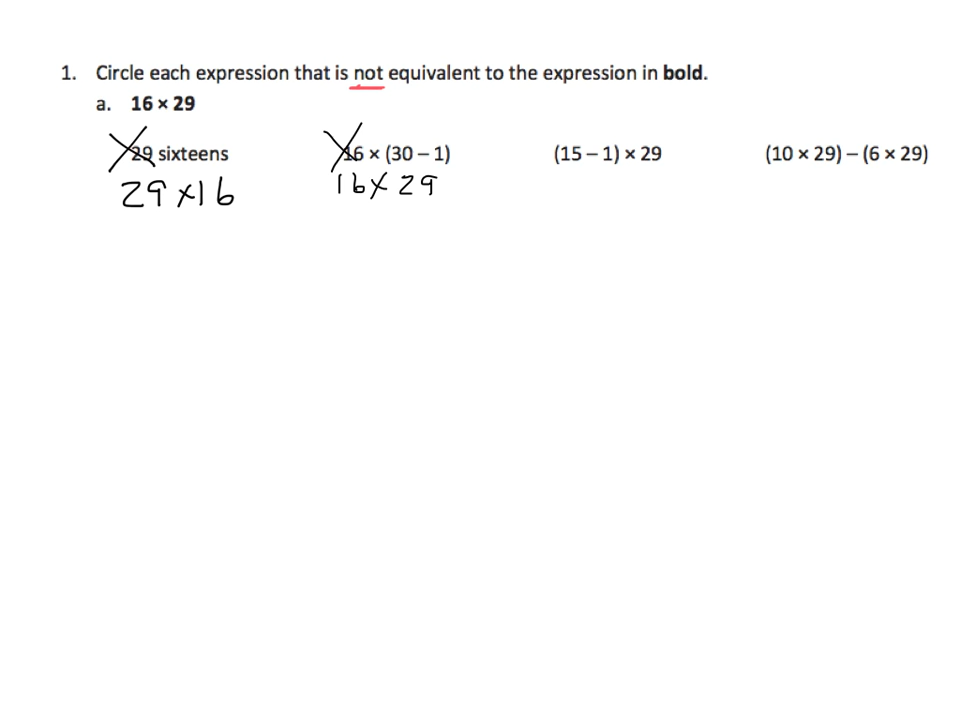 1. Circle each expression that is not equivalent to the expression in bold.
a. 16 × 29
29 sixteens 16 × (30 – 1) (15 – 1) × 29 (10 × 29) – (6 × 29)
29 × 16 16 × 29